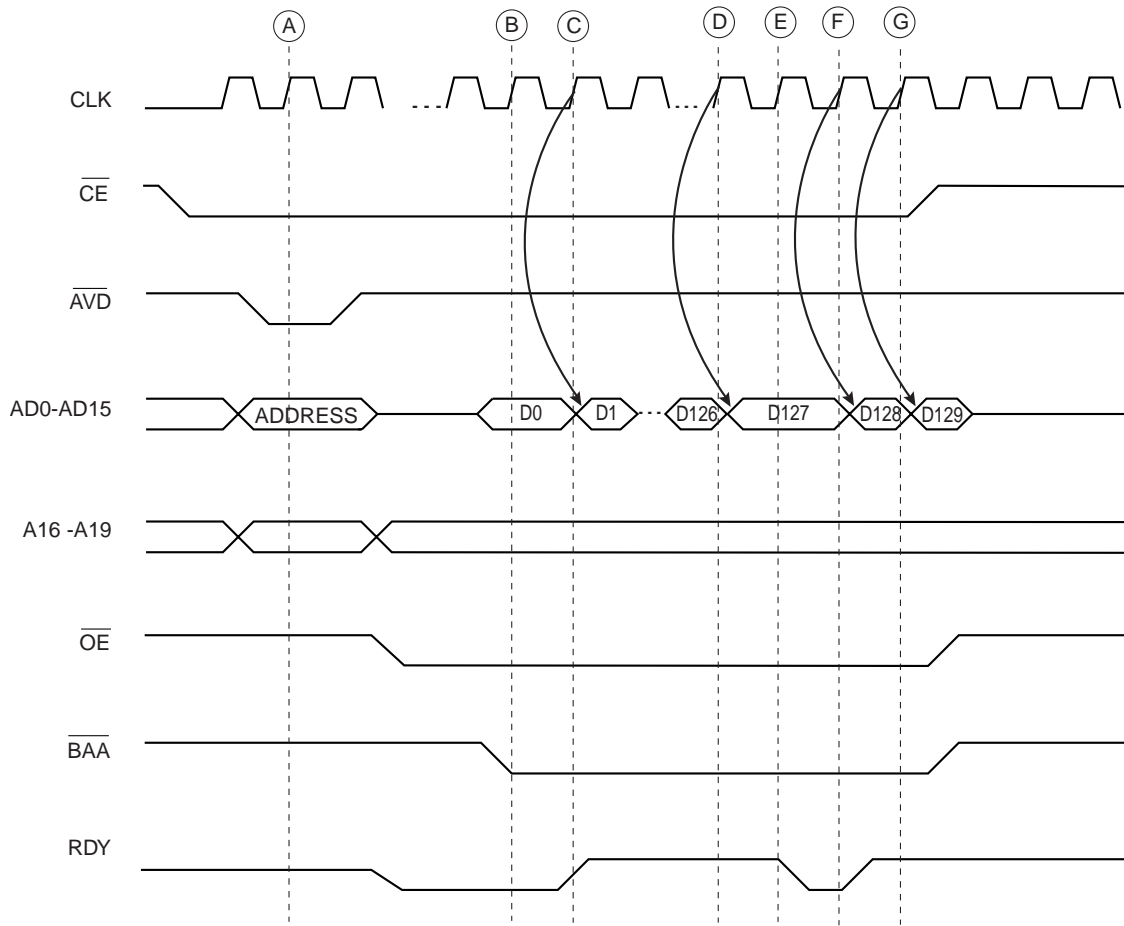 A B C D E F G
CLK
CE
AVD
AD0-AD15 ADDRESS D0 D1 D126 D127 D128 D129
A16 -A19
OE
BAA
RDY